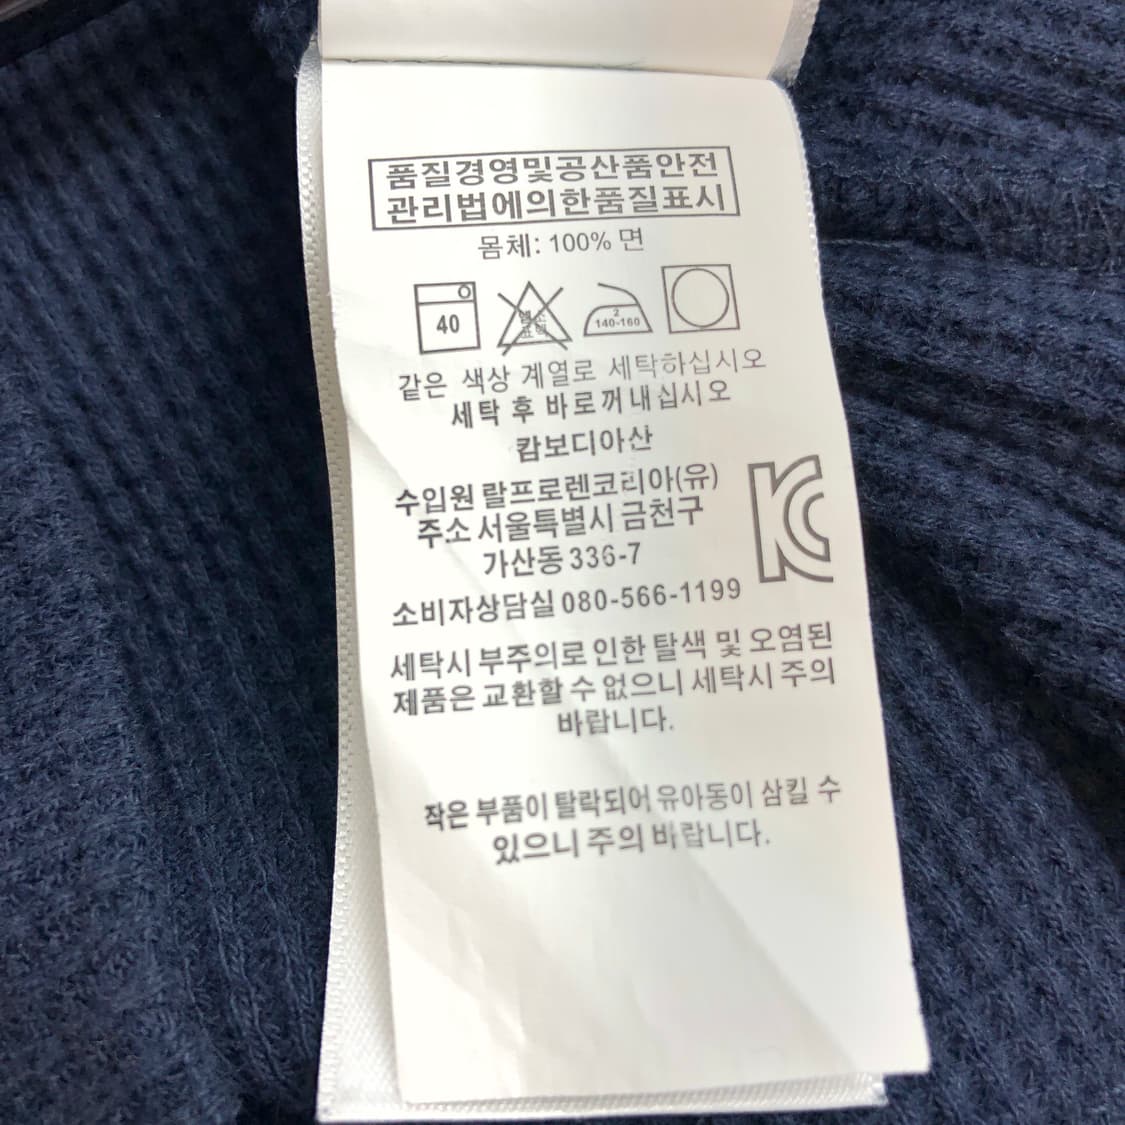 품질경영및공산품안전
관리법에의한품질표시
몸체: 100% 면
40
염소
표백
2
140-160
같은 색상 계열로 세탁하십시오
세탁 후 바로꺼내십시오
캄보디아산
수입원 랄프로렌코리아(유)
주소 서울특별시 금천구
가산동 336-7
KC
소비자상담실 080-566-1199
세탁시 부주의로 인한 탈색 및 오염된
제품은 교환할 수 없으니 세탁시 주의
바랍니다.
작은 부품이 탈락되어 유아동이 삼킬 수
있으니 주의 바랍니다.